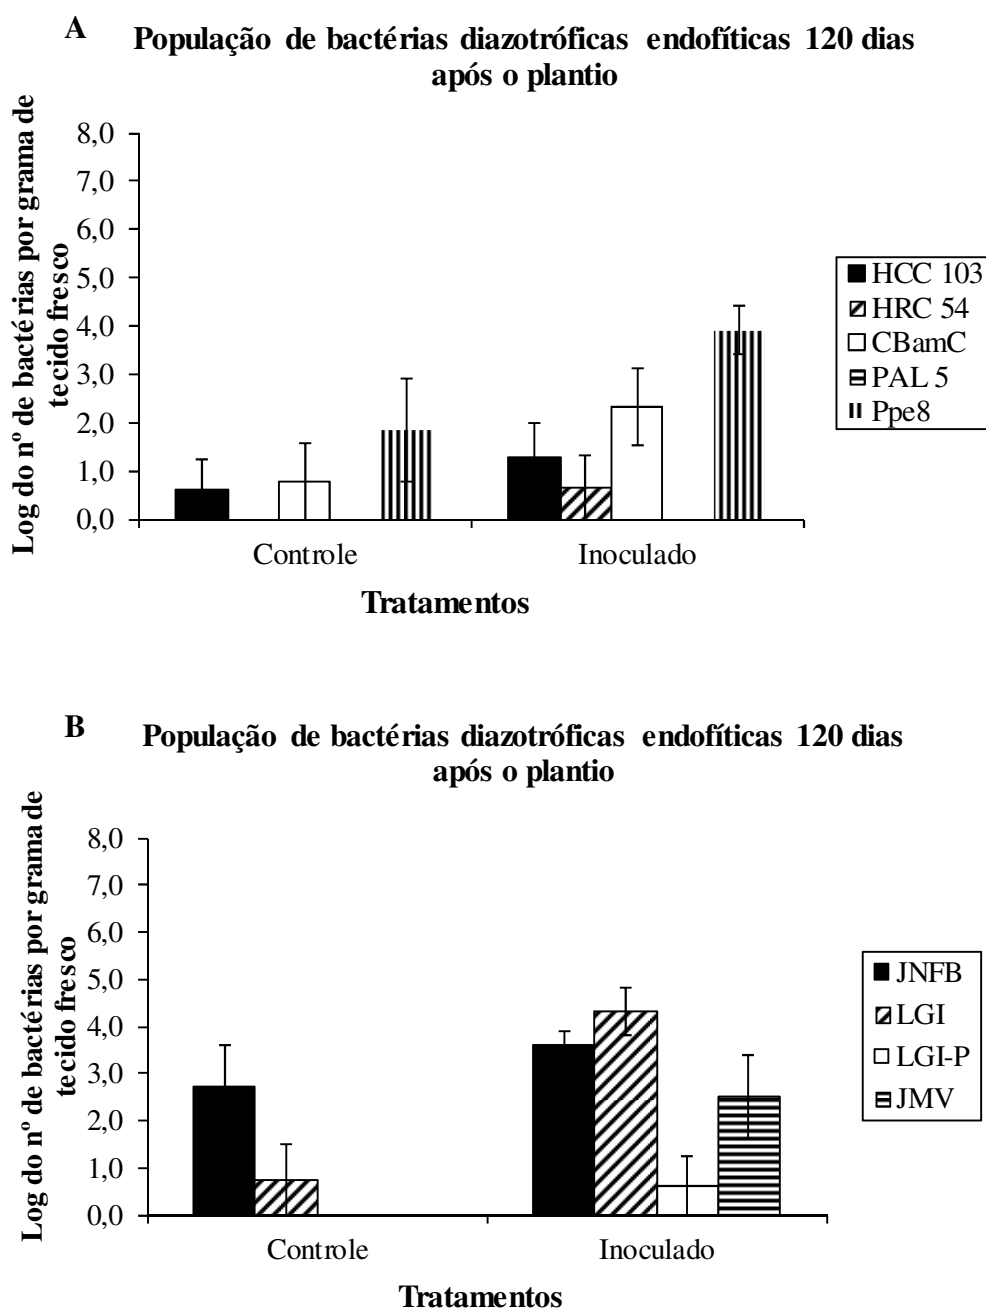 A
População de bactérias diazotróficas endofíticas 120 dias
após o plantio
Log do nº de bactérias por grama de
tecido fresco
8,0
7,0
6,0
5,0
4,0
3,0
2,0
1,0
0,0
Controle
Inoculado
Tratamentos
HCC 103
HRC 54
CBamC
PAL 5
Ppe8
B
População de bactérias diazotróficas endofíticas 120 dias
após o plantio
Log do nº de bactérias por grama de
tecido fresco
8,0
7,0
6,0
5,0
4,0
3,0
2,0
1,0
0,0
Controle
Inoculado
Tratamentos
JNFB
LGI
LGI-P
JMV